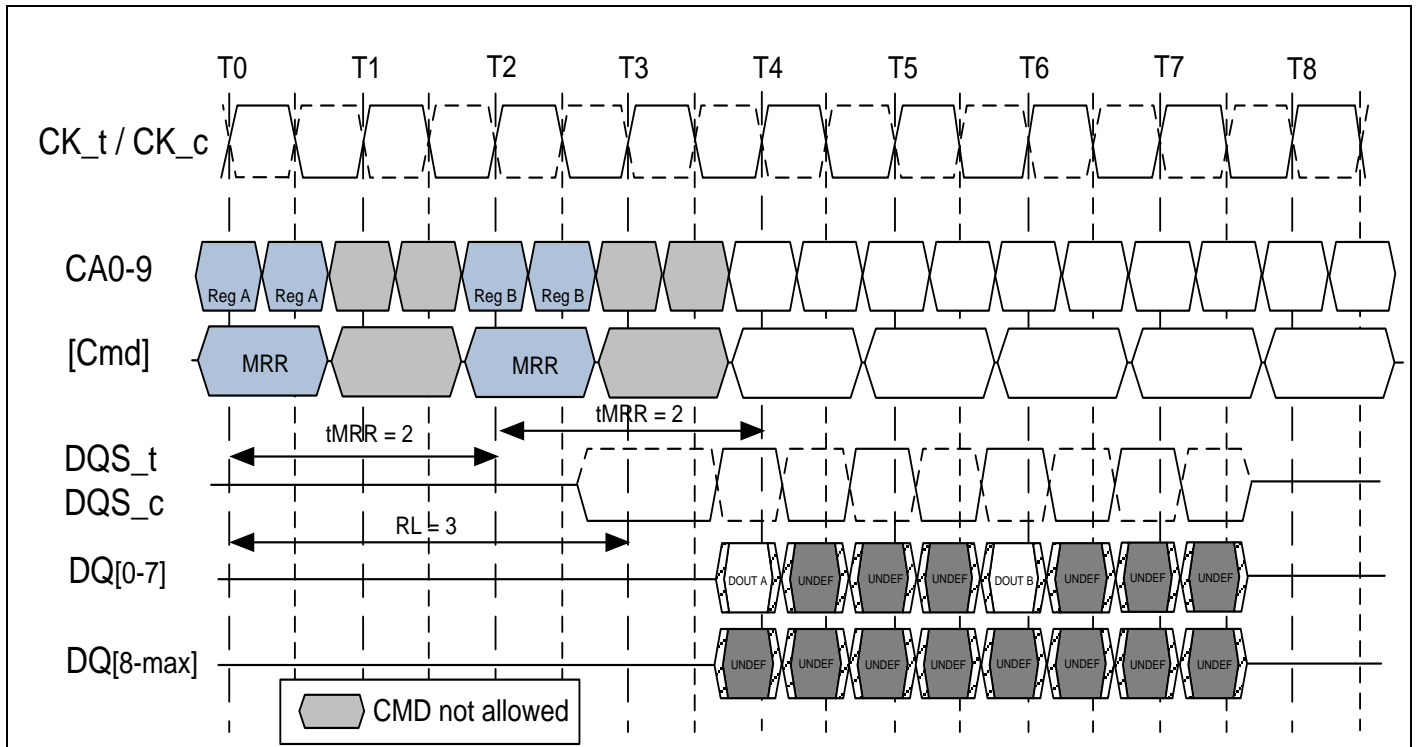 T0 T1 T2 T3 T4 T5 T6 T7 T8
CK_t / CK_c
CA0-9
Reg A Reg A Reg B Reg B
[Cmd]
MRR MRR
tMRR = 2
tMRR = 2
DQS_t
DQS_c
RL = 3
DQ[0-7]
DOUT A UNDEF UNDEF UNDEF DOUT B UNDEF UNDEF UNDEF
DQ[8-max]
UNDEF UNDEF UNDEF UNDEF UNDEF UNDEF UNDEF UNDEF
CMD not allowed